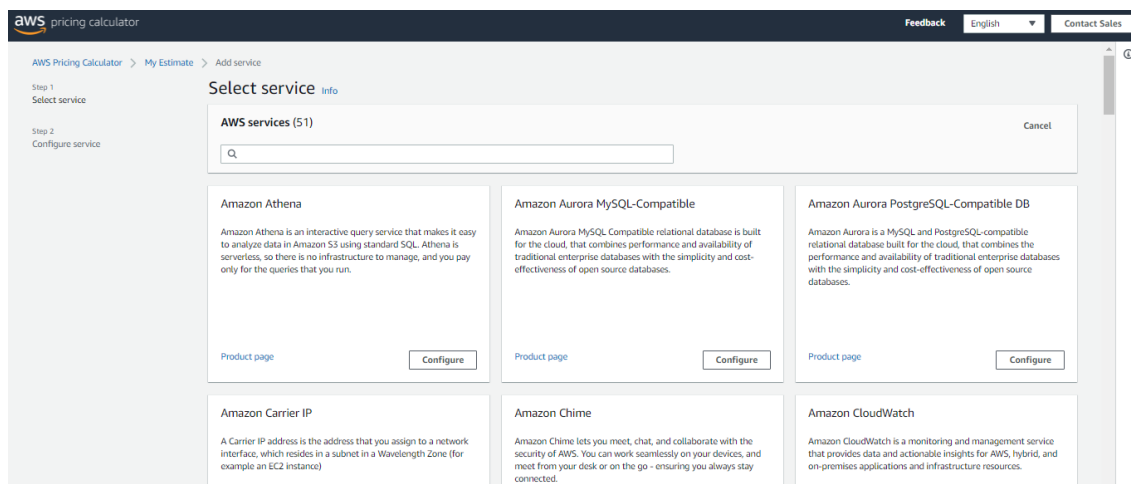 aws pricing calculator
Feedback
English
Contact Sales
AWS Pricing Calculator > My Estimate > Add service
Step 1
Select service
Step 2
Configure service
Select service Info
AWS services (51)
Cancel
Amazon Athena
Amazon Athena is an interactive query service that makes it easy
to analyze data in Amazon S3 using standard SQL. Athena is
serverless, so there is no infrastructure to manage, and you pay
only for the queries that you run.
Product page
Configure
Amazon Aurora MySQL-Compatible
Amazon Aurora MySQL Compatible relational database is built
for the cloud, that combines performance and availability of
traditional enterprise databases with the simplicity and cost-
effectiveness of open source databases.
Product page
Configure
Amazon Aurora PostgreSQL-Compatible DB
Amazon Aurora is a MySQL and PostgreSQL-compatible
relational database built for the cloud, that combines the
performance and availability of traditional enterprise databases
with the simplicity and cost-effectiveness of open source
databases.
Product page
Configure
Amazon Carrier IP
A Carrier IP address is the address that you assign to a network
interface, which resides in a subnet in a Wavelength Zone (for
example an EC2 instance)
Amazon Chime
Amazon Chime lets you meet, chat, and collaborate with the
security of AWS. You can work seamlessly on your devices, and
meet from your desk or on the go - ensuring you always stay
connected.
Amazon CloudWatch
Amazon CloudWatch is a monitoring and management service
that provides data and actionable insights for AWS, hybrid, and
on-premises applications and infrastructure resources.